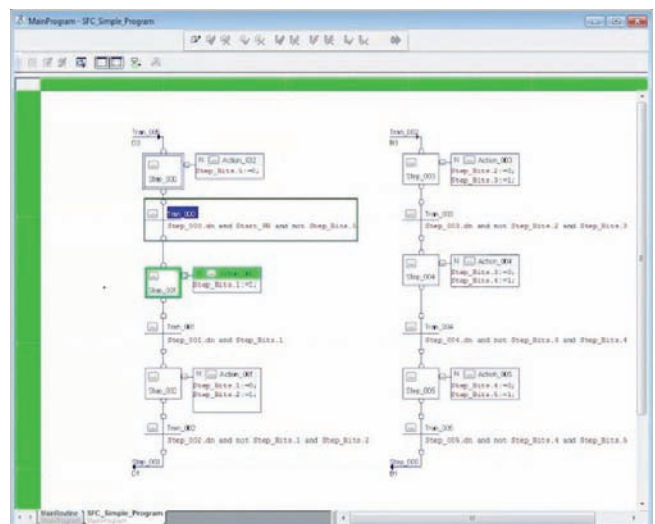 MainProgram - SFC_Simple_Program
Tran_005
Step_000
N Action_002
Step_Bits.5:=0;
Tran_000
Step_000.dn and Start_PB and not Step_Bits.5
Step_001
Step_Bits.1:=1;
Tran_001
Step_001.dn and Step_Bits.1
Step_002
N Action_001
Step_Bits.1:=0;
Step_Bits.2:=1;
Tran_002
Step_002.dn and not Step_Bits.1 and Step_Bits.2
Step_003
Tran_002
Step_003
N Action_003
Step_Bits.2:=0;
Step_Bits.3:=1;
Tran_003
Step_003.dn and not Step_Bits.2 and Step_Bits.3
Step_004
N Action_004
Step_Bits.3:=0;
Step_Bits.4:=1;
Tran_004
Step_004.dn and not Step_Bits.3 and Step_Bits.4
Step_005
N Action_005
Step_Bits.4:=0;
Step_Bits.5:=1;
Tran_005
Step_005.dn and not Step_Bits.4 and Step_Bits.5
Step_000
MainRoutine
SFC_Simple_Program